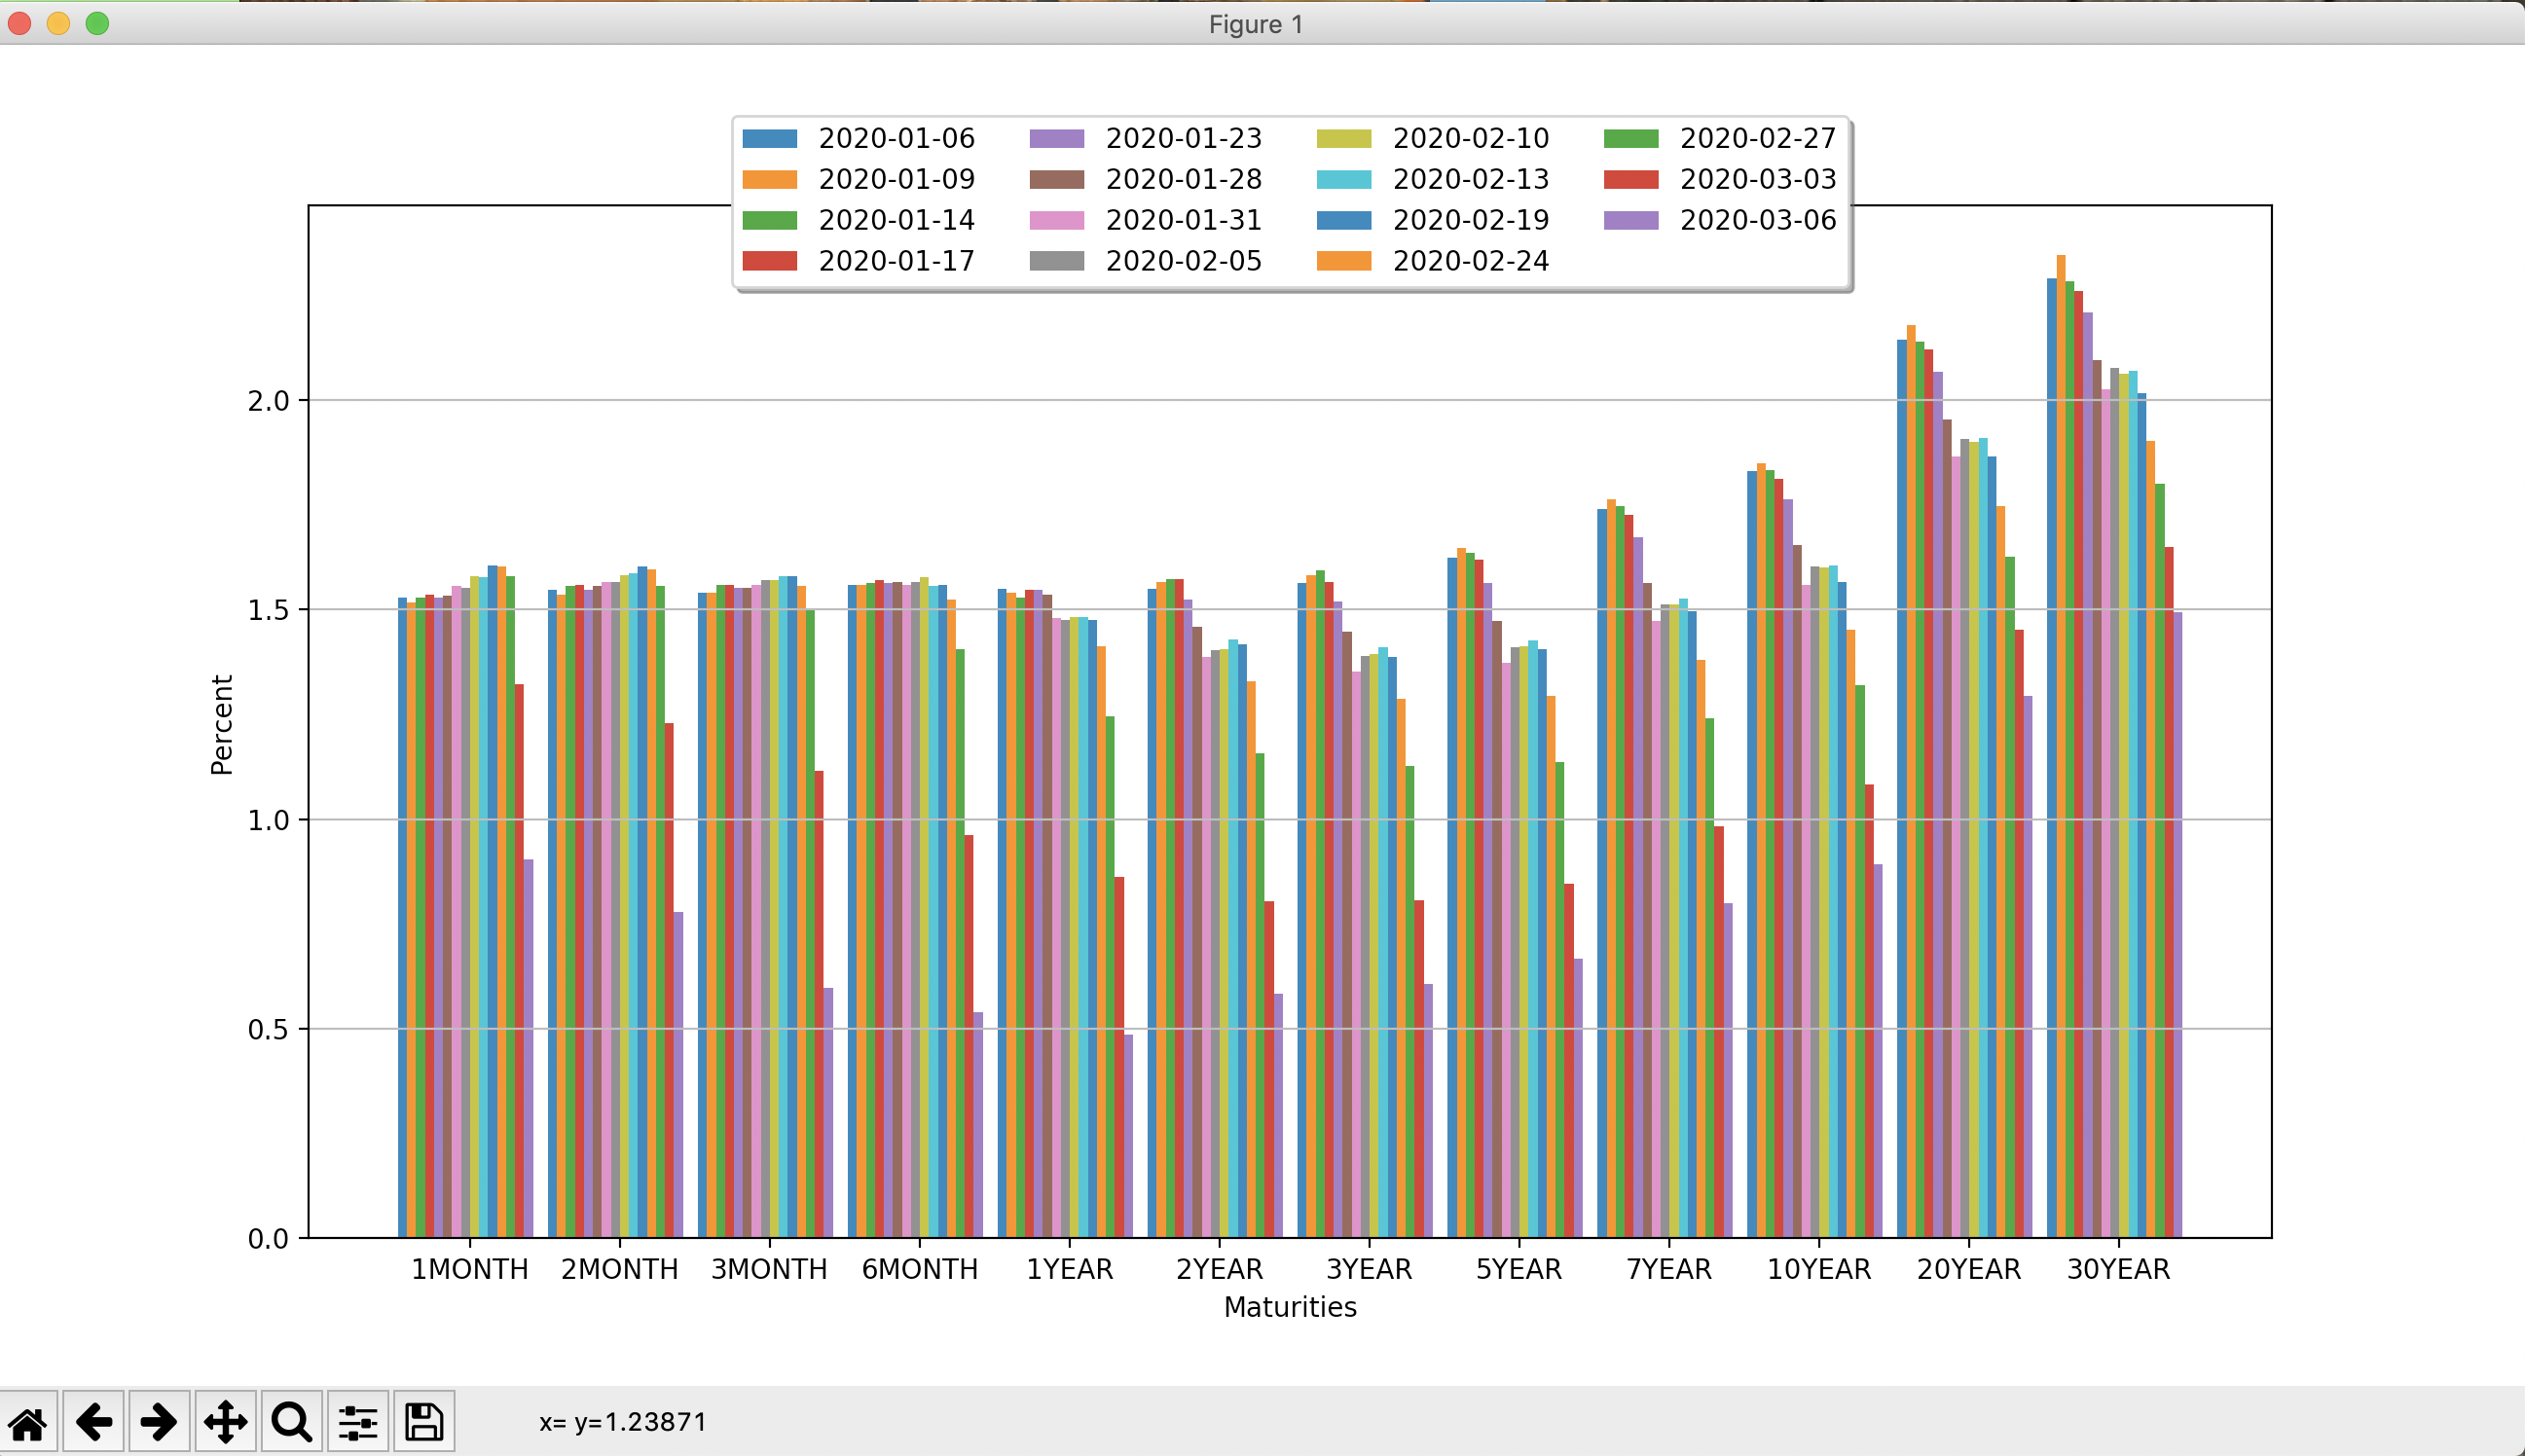 Figure 1
2020-01-06 2020-01-23 2020-02-10 2020-02-27
2020-01-09 2020-01-28 2020-02-13 2020-03-03
2020-01-14 2020-01-31 2020-02-19 2020-03-06
2020-01-17 2020-02-05 2020-02-24
2.0
1.5
Percent
1.0
0.5
0.0
1MONTH 2MONTH 3MONTH 6MONTH 1YEAR 2YEAR 3YEAR 5YEAR 7YEAR 10YEAR 20YEAR 30YEAR
Maturities
x= y=1.23871